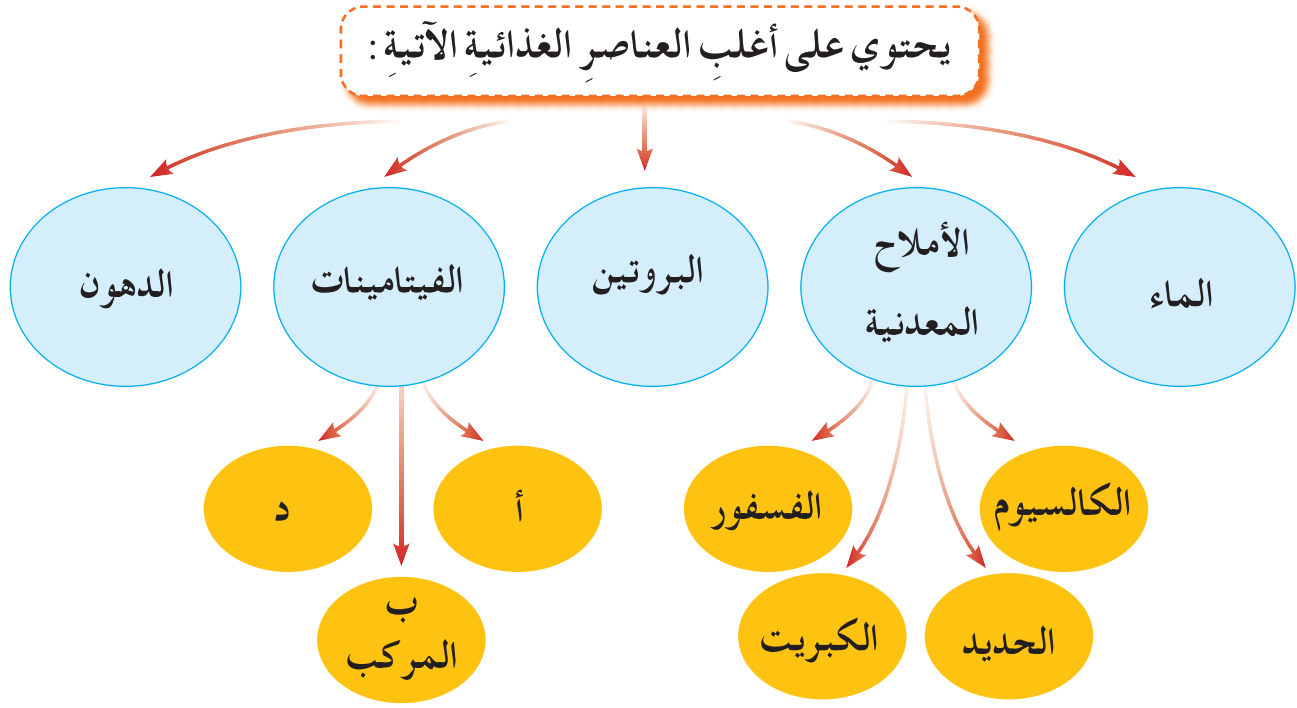 يحتوي على أغلبِ العناصرِ الغذائيةِ الآتيةِ :
الماء
الأملاح
المعدنية
البروتين
الفيتامينات
الدهون
الكالسيوم
الحديد
الكبريت
الفسفور
أ
ب
المركب
د